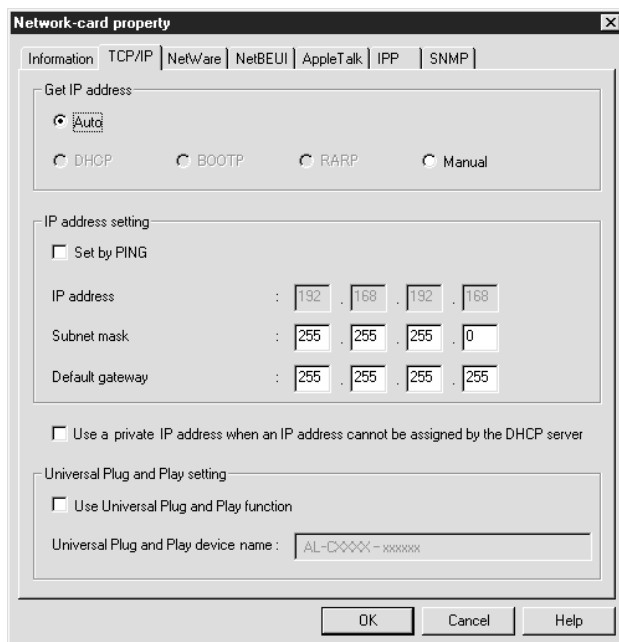 Network-card property
Information TCP/IP NetWare NetBEUI AppleTalk IPP SNMP
Get IP address
Auto
DHCP BOOTP RARP Manual
IP address setting
Set by PING
IP address : 192 . 168 . 192 . 168
Subnet mask : 255 . 255 . 255 . 0
Default gateway : 255 . 255 . 255 . 255
Use a private IP address when an IP address cannot be assigned by the DHCP server
Universal Plug and Play setting
Use Universal Plug and Play function
Universal Plug and Play device name : AL-CXXXX-xxxxxx
OK Cancel Help